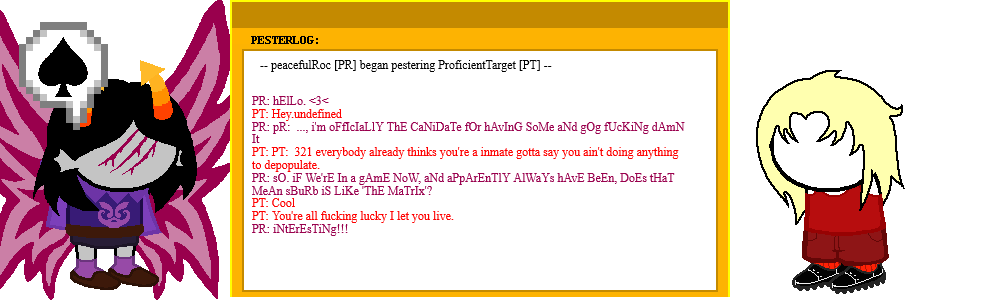 PESTERLOG:
-- peacefulRoc [PR] began pestering ProficientTarget [PT] --
PR: hElLo. <3<
PT: Hey.undefined
PR: pR:  ..., i'm oFfIcIaLlY ThE CaNiDaTe fOr hAvInG SoMe aNd gOg fUcKiNg dAmN
It
PT: PT:  321 everybody already thinks you're a inmate gotta say you ain't doing anything
to depopulate.
PR: sO. iF We'rE In a gAmE NoW, aNd aPpArEnTlY AlWaYs hAvE BeEn, DoEs tHaT
MeAn sBuRb iS LiKe 'ThE MaTrIx'?
PT: Cool
PT: You're all fucking lucky I let you live.
PR: iNtErEsTiNg!!!